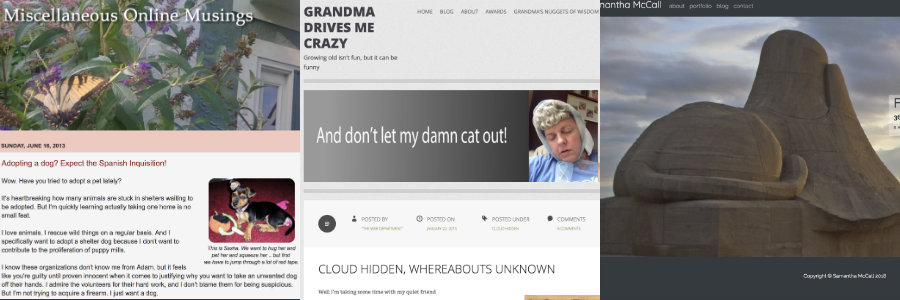 Miscellaneous Online Musings
SUNDAY, JUNE 16, 2013
Adopting a dog? Expect the Spanish Inquisition!
Wow. Have you tried to adopt a pet lately?
It's heartbreaking how many animals are stuck in shelters waiting to
be adopted. But I'm quickly learning actually taking one home is no
small feat.
I love animals. I rescue wild things on a regular basis. And I
specifically want to adopt a shelter dog because I don't want to
contribute to the proliferation of puppy mills.
This is Sasha. We want to hug her and
pet her and squeeze her... but first
we have to jump through a lot of red tape.
I know these organizations don't know me from Adam, but it feels
like you're guilty until proven innocent when it comes to justifying why you want to take an unwanted dog
off their hands. I admire the volunteers for their hard work, and I don't blame them for being suspicious.
But I'm not trying to acquire a firearm. I just want a dog.
GRANDMA
DRIVES ME
CRAZY
Growing old isn't fun, but it can be
funny
HOME BLOG ABOUT AWARDS GRANDMA'S NUGGETS OF WISDOM
And don't let my damn cat out!
POSTED BY POSTED ON POSTED UNDER COMMENTS
THE WEB DEPARTMENT CLOUD HIDDEN
CLOUD HIDDEN, WHEREABOUTS UNKNOWN
Well I'm taking some time with my quiet friend
mantha McCall about portfolio blog contact
Copyright © Samantha McCall 2018